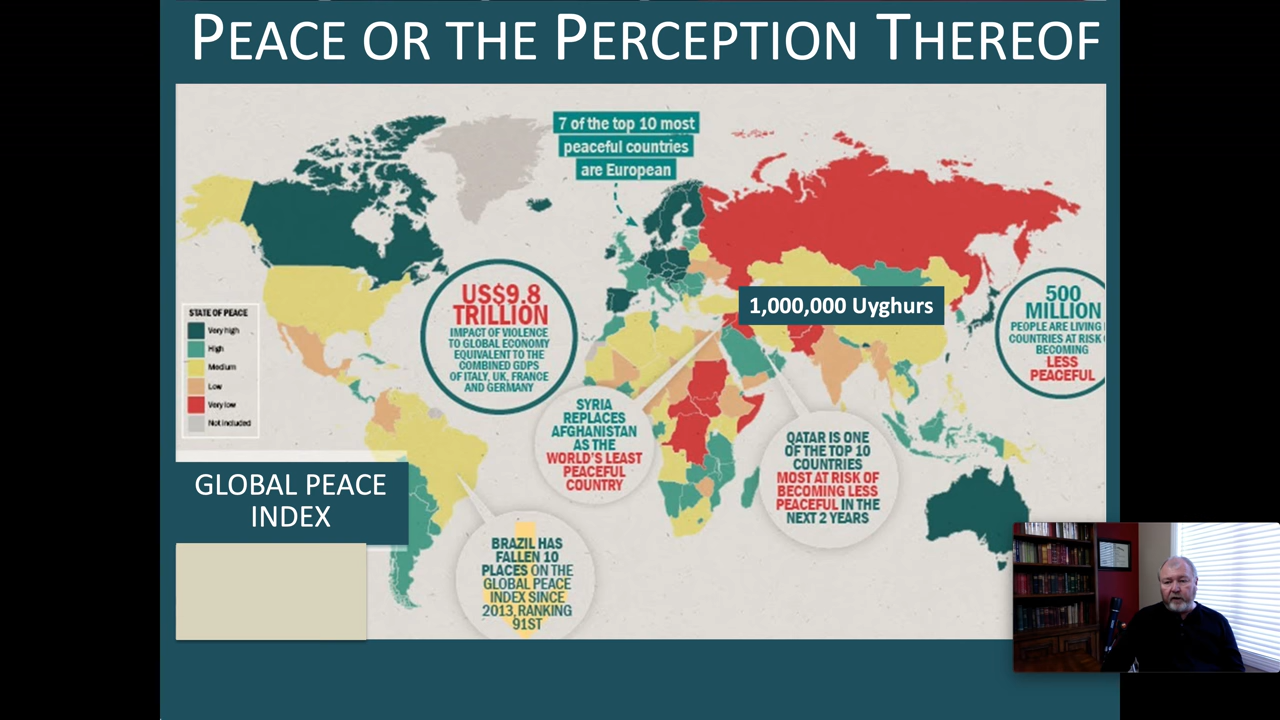 PEACE OR THE PERCEPTION THEREOF
7 of the top 10 most
peaceful countries
are European
1,000,000 Uyghurs
US$9.8
TRILLION
IMPACT OF VIOLENCE
TO GLOBAL ECONOMY
EQUIVALENT TO THE
COMBINED GDPS
OF ITALY, UK, FRANCE
AND GERMANY
500
MILLION
PEOPLE ARE LIVING
COUNTRIES AT RISK
BECOMING
LESS
PEACEFUL
STATE OF PEACE
Very high
High
Medium
Low
Very low
Not included
SYRIA
REPLACES
AFGHANISTAN
AS THE
WORLD'S LEAST
PEACEFUL
COUNTRY
QATAR IS ONE
OF THE TOP 10
COUNTRIES
MOST AT RISK OF
BECOMING LESS
PEACEFUL IN THE
NEXT 2 YEARS
GLOBAL PEACE
INDEX
BRAZIL HAS
FALLEN 10
PLACES ON THE
GLOBAL PEACE
INDEX SINCE
2013, RANKING
91ST